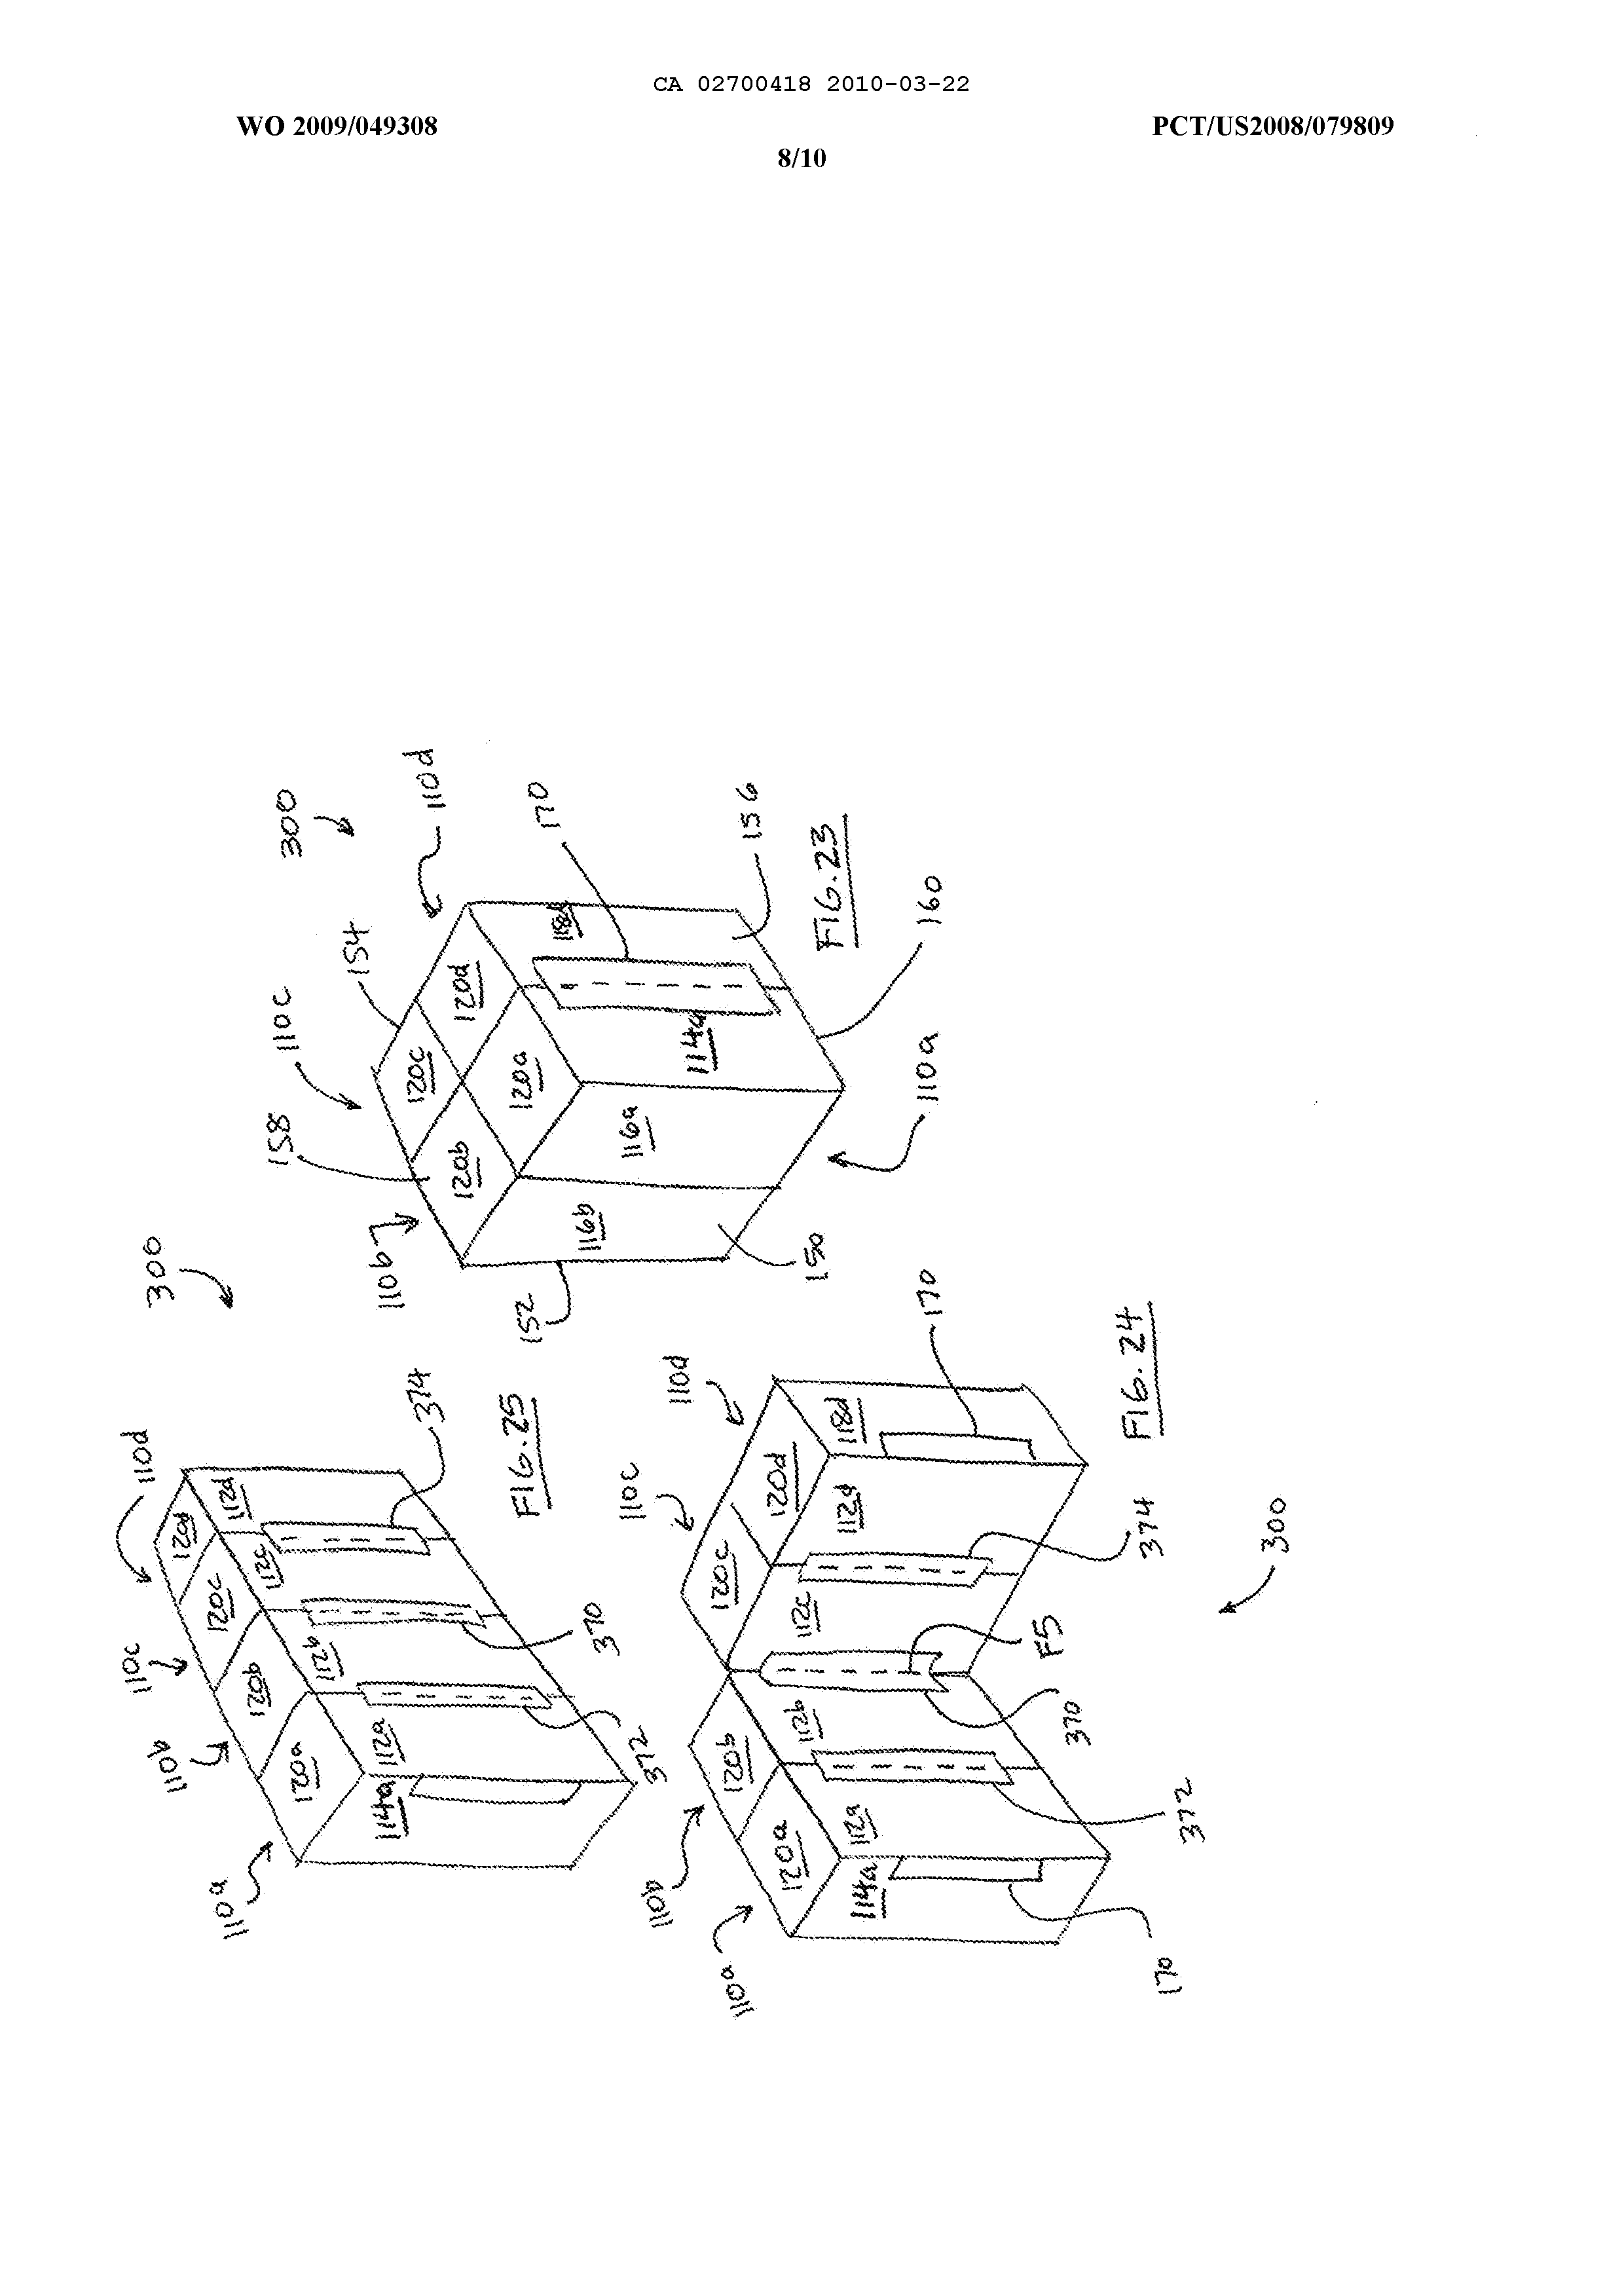 CA 02700418 2010-03-22
WO 2009/049308
PCT/US2008/079809
8/10
300
110d
170
156
FIG. 23
154
110c
158
110b
152
150
160
110a
120d
120c
120b
120a
118d
114a
116a
116b
300
110d
374
FIG. 25
110c
110b
110a
370
372
120d
120c
120b
120a
112d
112c
112b
112a
114a
110d
110c
110b
110a
170
FIG. 24
374
300
F5
370
372
170
120d
120c
120b
120a
118d
112d
112c
112b
112a
114a